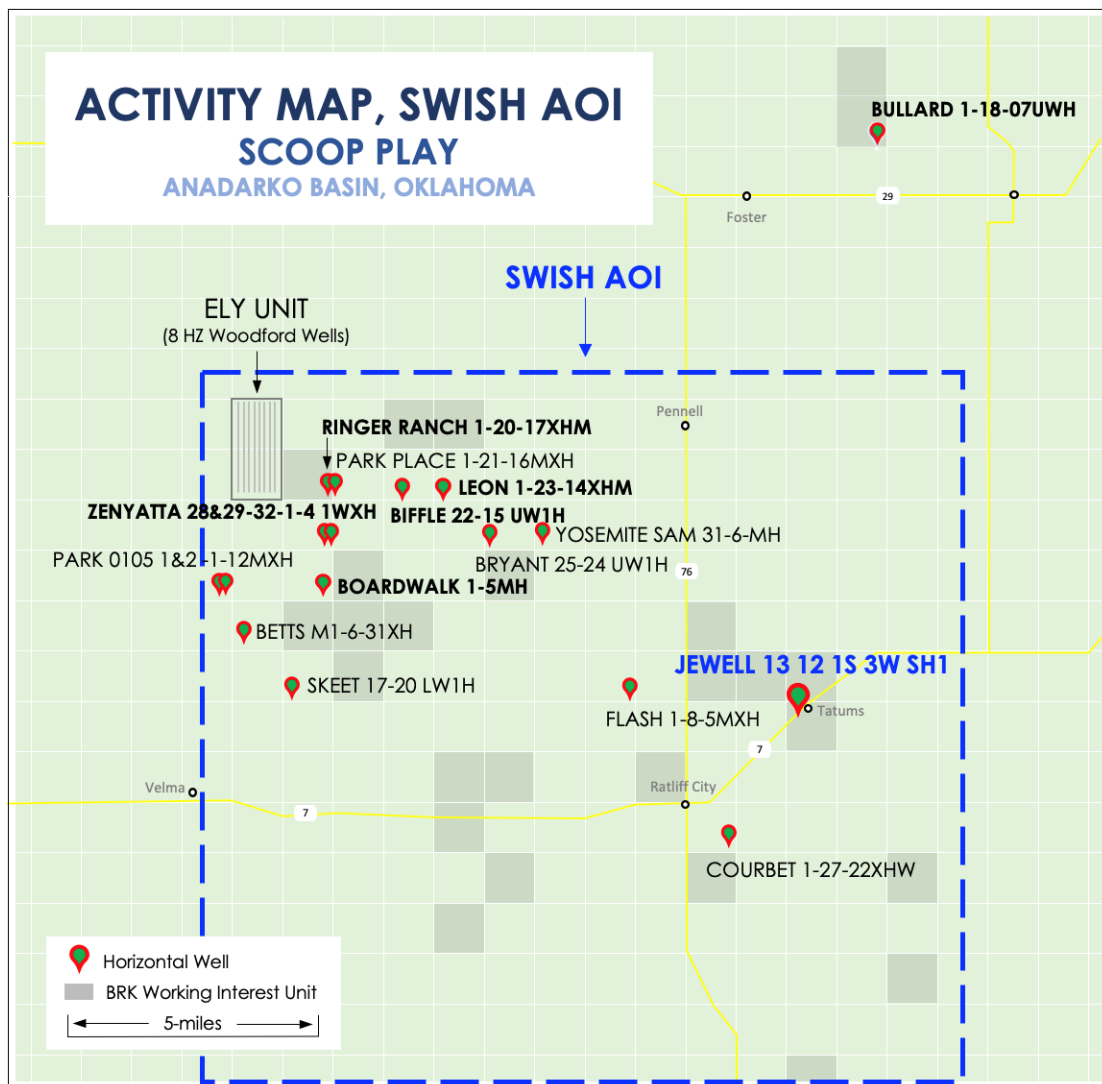 ACTIVITY MAP, SWISH AOI
SCOOP PLAY
ANADARKO BASIN, OKLAHOMA
BULLARD 1-18-07UWH
29
Foster
SWISH AOI
ELY UNIT
(8 HZ Woodford Wells)
Pennell
RINGER RANCH 1-20-17XHM
PARK PLACE 1-21-16MXH
LEON 1-23-14XHM
ZENYATTA 28&29-32-1-4 1WXH
BIFFLE 22-15 UW1H
YOSEMITE SAM 31-6-MH
PARK 0105 1&2 -1-12MXH
BRYANT 25-24 UW1H
76
BOARDWALK 1-5MH
BETTS M1-6-31XH
JEWELL 13 12 1S 3W SH1
SKEET 17-20 LW1H
FLASH 1-8-5MXH
Tatums
7
Velma
Ratliff City
7
COURBET 1-27-22XHW
Horizontal Well
BRK Working Interest Unit
5-miles